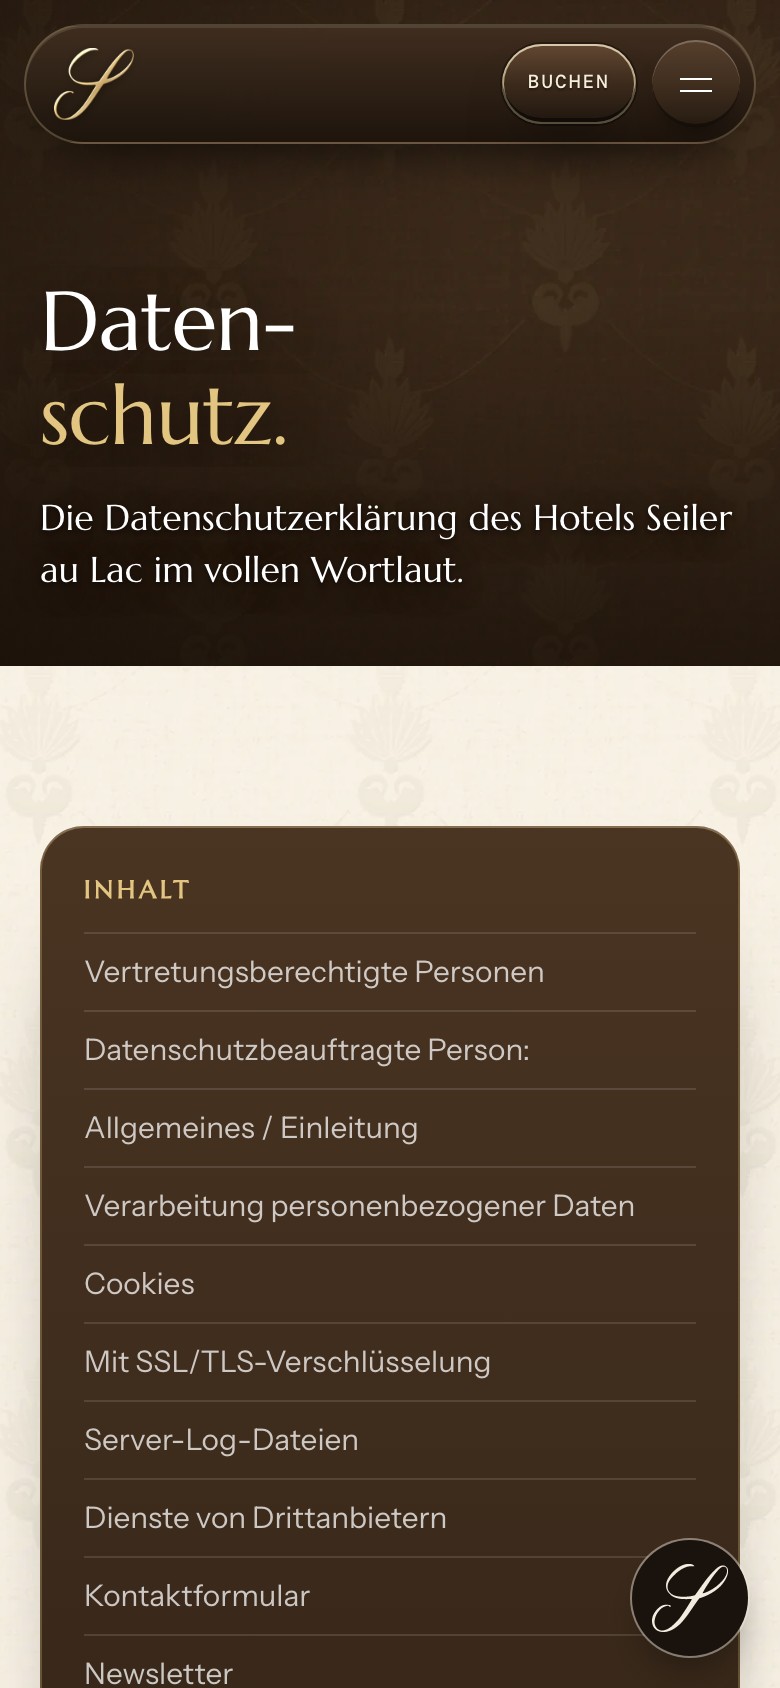 S
BUCHEN
Daten-
schutz.
Die Datenschutzerklärung des Hotels Seiler
au Lac im vollen Wortlaut.
INHALT
Vertretungsberechtigte Personen
Datenschutzbeauftragte Person:
Allgemeines / Einleitung
Verarbeitung personenbezogener Daten
Cookies
Mit SSL/TLS-Verschlüsselung
Server-Log-Dateien
Dienste von Drittanbietern
Kontaktformular
S
Newsletter